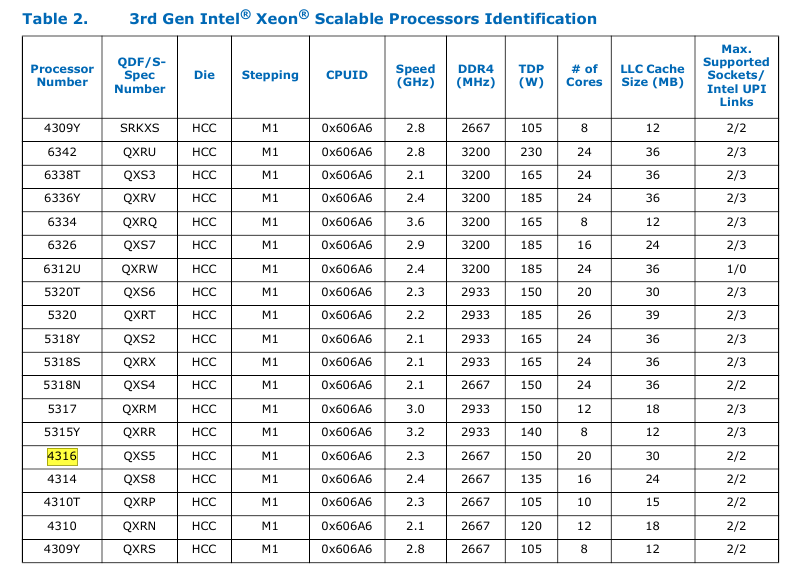 Table 2. 3rd Gen Intel® Xeon® Scalable Processors Identification
Processor Number QDF/S-Spec Number Die Stepping CPUID Speed (GHz) DDR4 (MHz) TDP (W) # of Cores LLC Cache Size (MB) Max. Supported Sockets/ Intel UPI Links
4309Y SRKXS HCC M1 0x606A6 2.8 2667 105 8 12 2/2
6342 QXRU HCC M1 0x606A6 2.8 3200 230 24 36 2/3
6338T QXS3 HCC M1 0x606A6 2.1 3200 165 24 36 2/3
6336Y QXRV HCC M1 0x606A6 2.4 3200 185 24 36 2/3
6334 QXRQ HCC M1 0x606A6 3.6 3200 165 8 12 2/3
6326 QXS7 HCC M1 0x606A6 2.9 3200 185 16 24 2/3
6312U QXRW HCC M1 0x606A6 2.4 3200 185 24 36 1/0
5320T QXS6 HCC M1 0x606A6 2.3 2933 150 20 30 2/3
5320 QXRT HCC M1 0x606A6 2.2 2933 185 26 39 2/3
5318Y QXS2 HCC M1 0x606A6 2.1 2933 165 24 36 2/3
5318S QXRX HCC M1 0x606A6 2.1 2933 165 24 36 2/3
5318N QXS4 HCC M1 0x606A6 2.1 2667 150 24 36 2/2
5317 QXRM HCC M1 0x606A6 3.0 2933 150 12 18 2/3
5315Y QXRR HCC M1 0x606A6 3.2 2933 140 8 12 2/3
4316 QXS5 HCC M1 0x606A6 2.3 2667 150 20 30 2/2
4314 QXS8 HCC M1 0x606A6 2.4 2667 135 16 24 2/2
4310T QXRP HCC M1 0x606A6 2.3 2667 105 10 15 2/2
4310 QXRN HCC M1 0x606A6 2.1 2667 120 12 18 2/2
4309Y QXRS HCC M1 0x606A6 2.8 2667 105 8 12 2/2